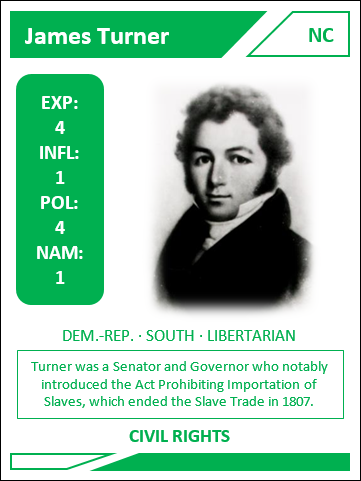 James Turner
NC
EXP:
4
INFL:
1
POL:
4
NAM:
1
DEM.-REP. · SOUTH · LIBERTARIAN
Turner was a Senator and Governor who notably
introduced the Act Prohibiting Importation of
Slaves, which ended the Slave Trade in 1807.
CIVIL RIGHTS